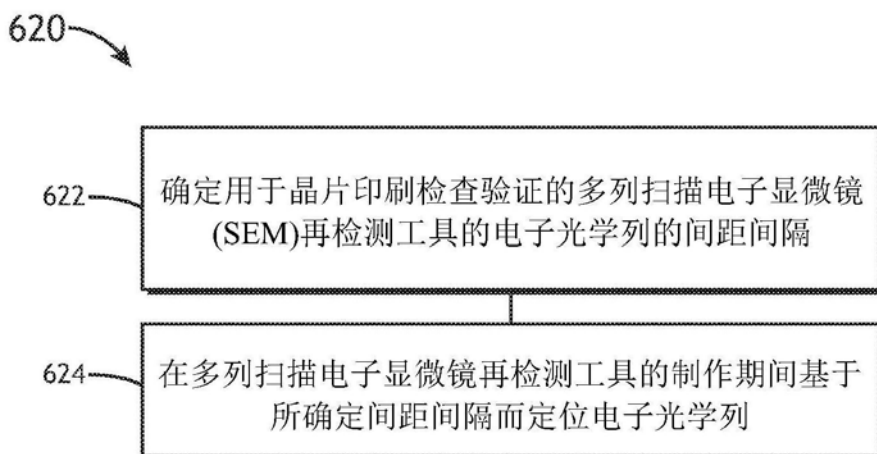 620
622
确定用于晶片印刷检查验证的多列扫描电子显微镜
(SEM)再检测工具的电子光学列的间距间隔
624
在多列扫描电子显微镜再检测工具的制作期间基于
所确定间距间隔而定位电子光学列